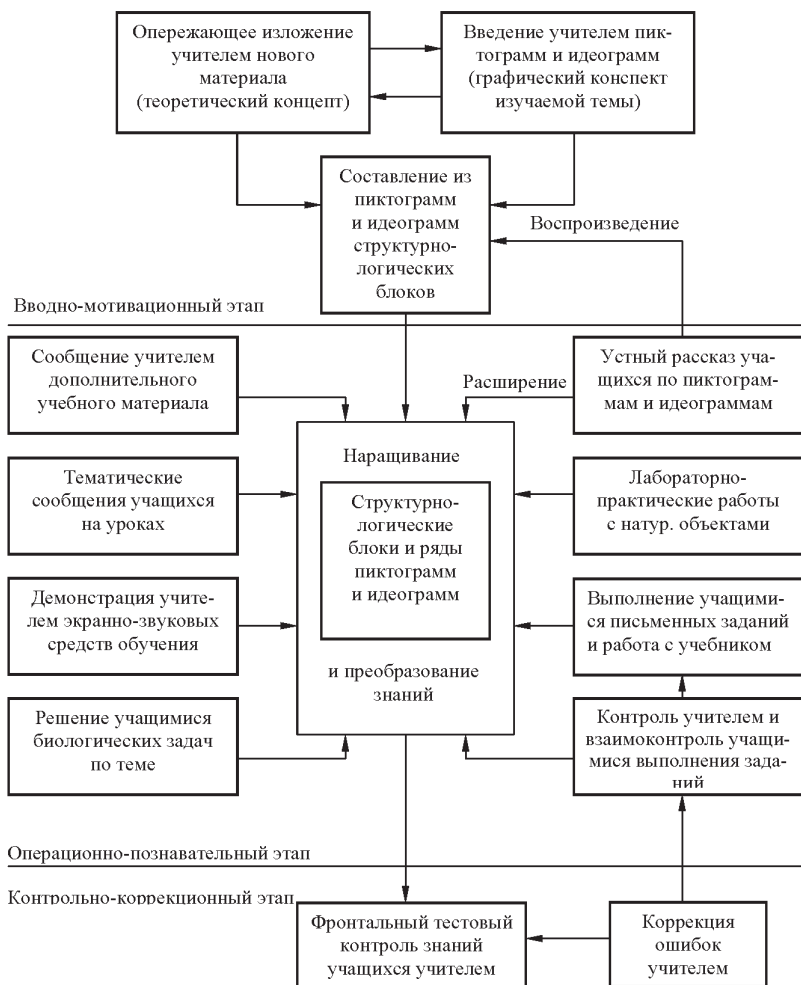 Опережающее изложение
учителем нового
материала
(теоретический концепт)
Введение учителем пик-
тограмм и идеограмм
(графический конспект
изучаемой темы)
Составление из
пиктограмм
и идеограмм
структурно-
логических
блоков
Воспроизведение
Вводно-мотивационный этап
Сообщение учителем
дополнительного
учебного материала
Расширение
Устный рассказ уча-
щихся по пиктограм-
мам и идеограммам
Наращивание
Тематические
сообщения учащихся
на уроках
Структурно-
логические
блоки и ряды
пиктограмм
и идеограмм
Лабораторно-
практические работы
с натур. объектами
Демонстрация учите-
лем экранно-звуковых
средств обучения
Выполнение учащими-
ся письменных заданий
и работа с учебником
и преобразование
знаний
Решение учащимися
биологических задач
по теме
Контроль учителем и
взаимоконтроль учащи-
мися выполнения зада-
ний
Операционно-познавательный этап
Контрольно-коррекционный этап
Фронтальный тестовый
контроль знаний
учащихся учителем
Коррекция
ошибок
учителем